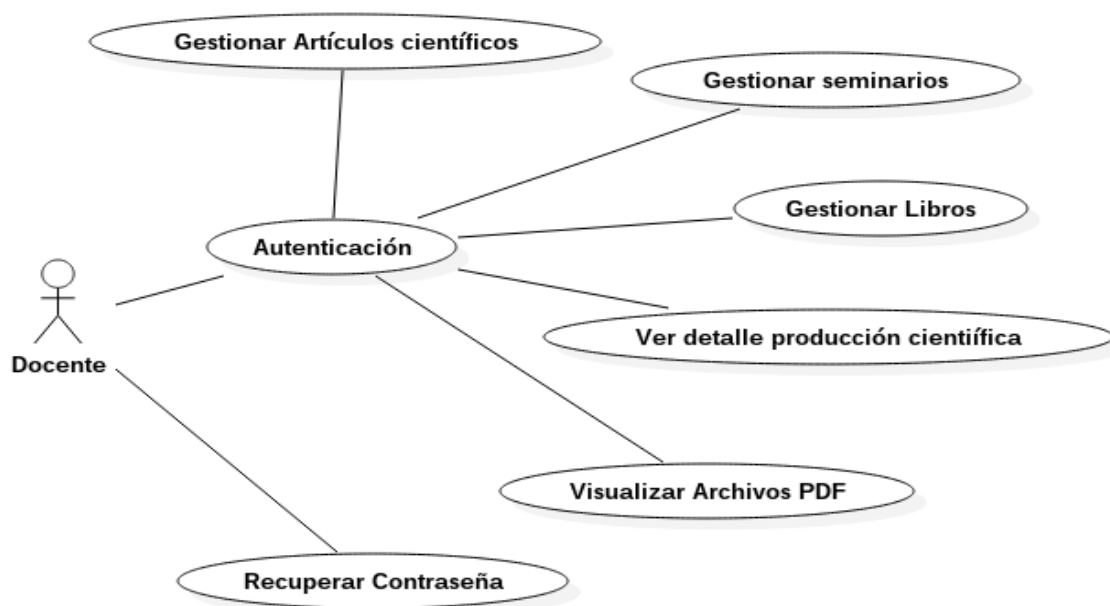 Gestionar Artículos científicos
Gestionar seminarios
Gestionar Libros
Autenticación
Ver detalle producción cientiífica
Docente
Visualizar Archivos PDF
Recuperar Contraseña